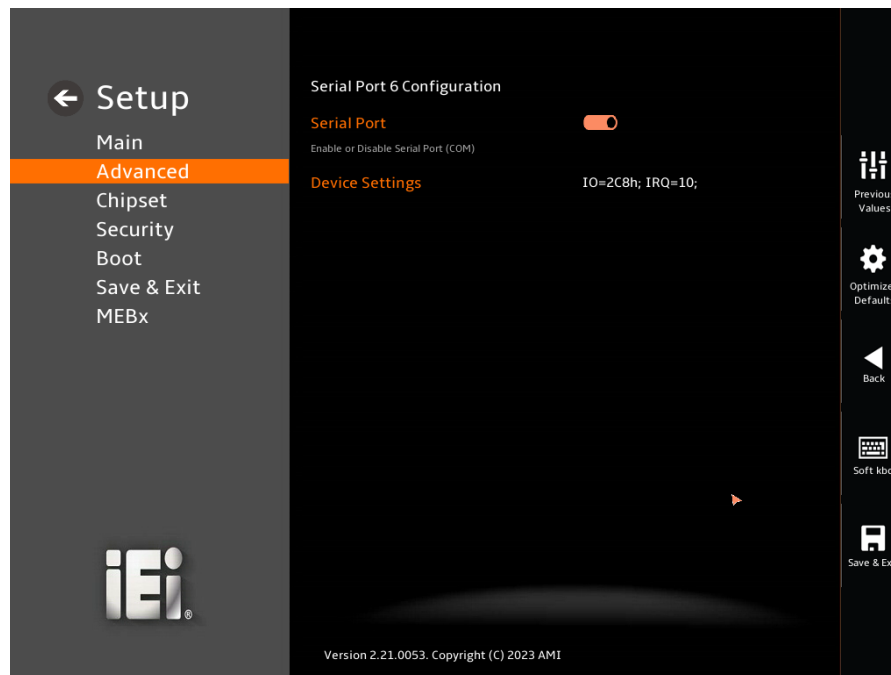 Setup
Main
Advanced
Chipset
Security
Boot
Save & Exit
MEBx
Serial Port 6 Configuration
Serial Port
Enable or Disable Serial Port (COM)
Device Settings
IO=2C8h; IRQ=10;
Previou
Values
Optimize
Default
Back
Soft kbd
Save & Ex
iEi®
Version 2.21.0053. Copyright (C) 2023 AMI